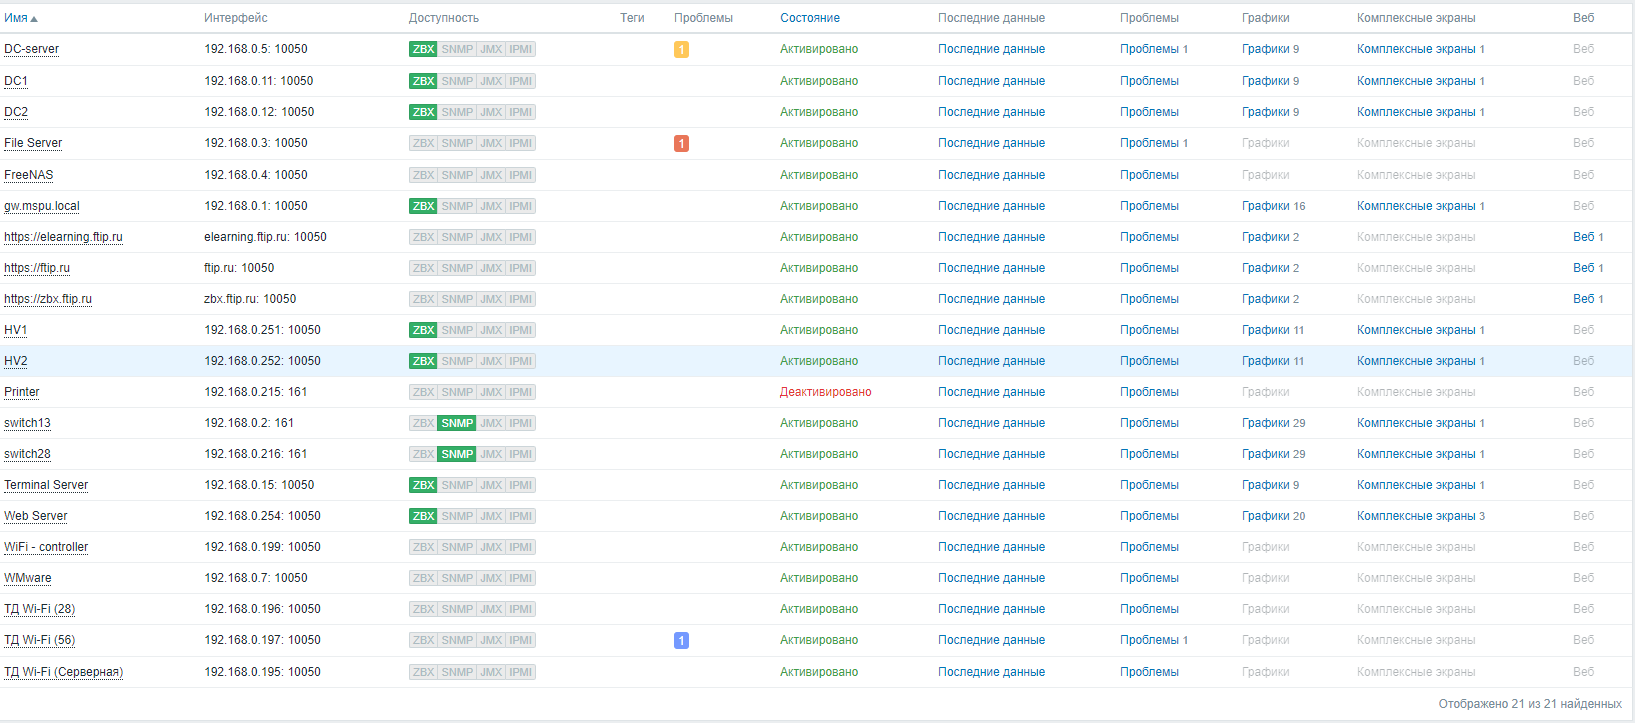 Имя▲ Интерфейс Доступность Теги Проблемы Состояние Последние данные Проблемы Графики Комплексные экраны Веб
DC-server 192.168.0.5: 10050 ZBX SNMP JMX IPMI 1 Активировано Последние данные Проблемы 1 Графики 9 Комплексные экраны 1 Веб
DC1 192.168.0.11: 10050 ZBX SNMP JMX IPMI Активировано Последние данные Проблемы Графики 9 Комплексные экраны 1 Веб
DC2 192.168.0.12: 10050 ZBX SNMP JMX IPMI Активировано Последние данные Проблемы Графики 9 Комплексные экраны 1 Веб
File Server 192.168.0.3: 10050 ZBX SNMP JMX IPMI 1 Активировано Последние данные Проблемы 1 Графики Комплексные экраны Веб
FreeNAS 192.168.0.4: 10050 ZBX SNMP JMX IPMI Активировано Последние данные Проблемы Графики Комплексные экраны Веб
gw.mspu.local 192.168.0.1: 10050 ZBX SNMP JMX IPMI Активировано Последние данные Проблемы Графики 16 Комплексные экраны 1 Веб
https://elearning.ftip.ru elearning.ftip.ru: 10050 ZBX SNMP JMX IPMI Активировано Последние данные Проблемы Графики 2 Комплексные экраны Веб 1
https://ftip.ru ftip.ru: 10050 ZBX SNMP JMX IPMI Активировано Последние данные Проблемы Графики 2 Комплексные экраны Веб 1
https://zbx.ftip.ru zbx.ftip.ru: 10050 ZBX SNMP JMX IPMI Активировано Последние данные Проблемы Графики 2 Комплексные экраны Веб 1
HV1 192.168.0.251: 10050 ZBX SNMP JMX IPMI Активировано Последние данные Проблемы Графики 11 Комплексные экраны 1 Веб
HV2 192.168.0.252: 10050 ZBX SNMP JMX IPMI Активировано Последние данные Проблемы Графики 11 Комплексные экраны 1 Веб
Printer 192.168.0.215: 161 ZBX SNMP JMX IPMI Деактивировано Последние данные Проблемы Графики Комплексные экраны Веб
switch13 192.168.0.2: 161 ZBX SNMP JMX IPMI Активировано Последние данные Проблемы Графики 29 Комплексные экраны 1 Веб
switch28 192.168.0.216: 161 ZBX SNMP JMX IPMI Активировано Последние данные Проблемы Графики 29 Комплексные экраны 1 Веб
Terminal Server 192.168.0.15: 10050 ZBX SNMP JMX IPMI Активировано Последние данные Проблемы Графики 9 Комплексные экраны 1 Веб
Web Server 192.168.0.254: 10050 ZBX SNMP JMX IPMI Активировано Последние данные Проблемы Графики 20 Комплексные экраны 3 Веб
WiFi - controller 192.168.0.199: 10050 ZBX SNMP JMX IPMI Активировано Последние данные Проблемы Графики Комплексные экраны Веб
WMware 192.168.0.7: 10050 ZBX SNMP JMX IPMI Активировано Последние данные Проблемы Графики Комплексные экраны Веб
ТД Wi-Fi (28) 192.168.0.196: 10050 ZBX SNMP JMX IPMI Активировано Последние данные Проблемы Графики Комплексные экраны Веб
ТД Wi-Fi (56) 192.168.0.197: 10050 ZBX SNMP JMX IPMI 1 Активировано Последние данные Проблемы 1 Графики Комплексные экраны Веб
ТД Wi-Fi (Серверная) 192.168.0.195: 10050 ZBX SNMP JMX IPMI Активировано Последние данные Проблемы Графики Комплексные экраны Веб
Отображено 21 из 21 найденных